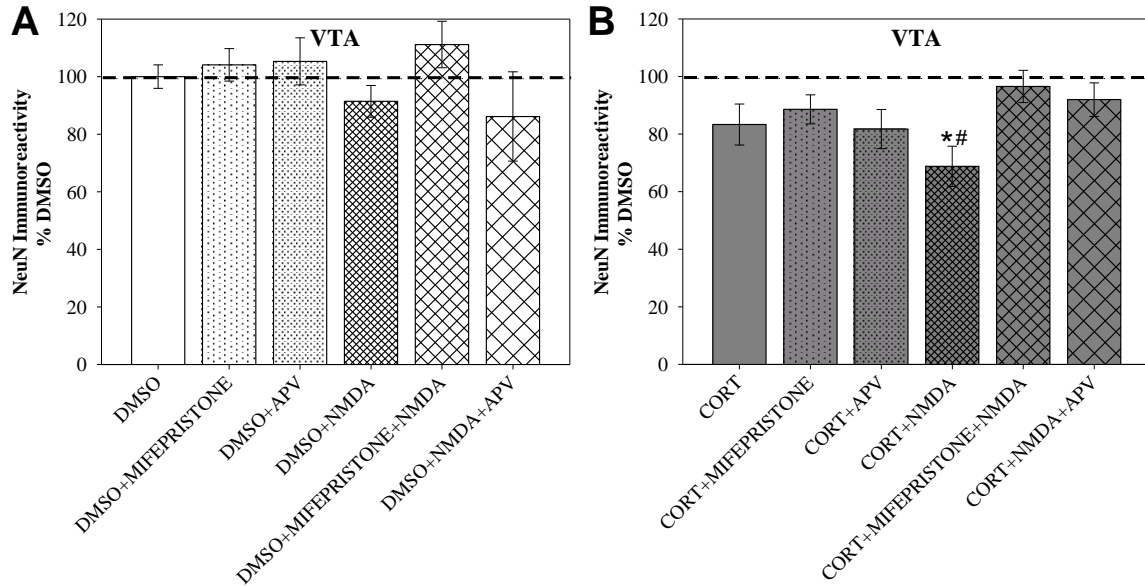 A
VTA
NeuN Immunoreactivity
% DMSO
120
100
80
60
40
20
0
DMSO
DMSO+MIFEPRISTONE
DMSO+APV
DMSO+NMDA
DMSO+MIFEPRISTONE+NMDA
DMSO+NMDA+APV
B
VTA
NeuN Immunoreactivity
% DMSO
120
100
80
60
40
20
0
*#
CORT
CORT+MIFEPRISTONE
CORT+APV
CORT+NMDA
CORT+MIFEPRISTONE+NMDA
CORT+NMDA+APV